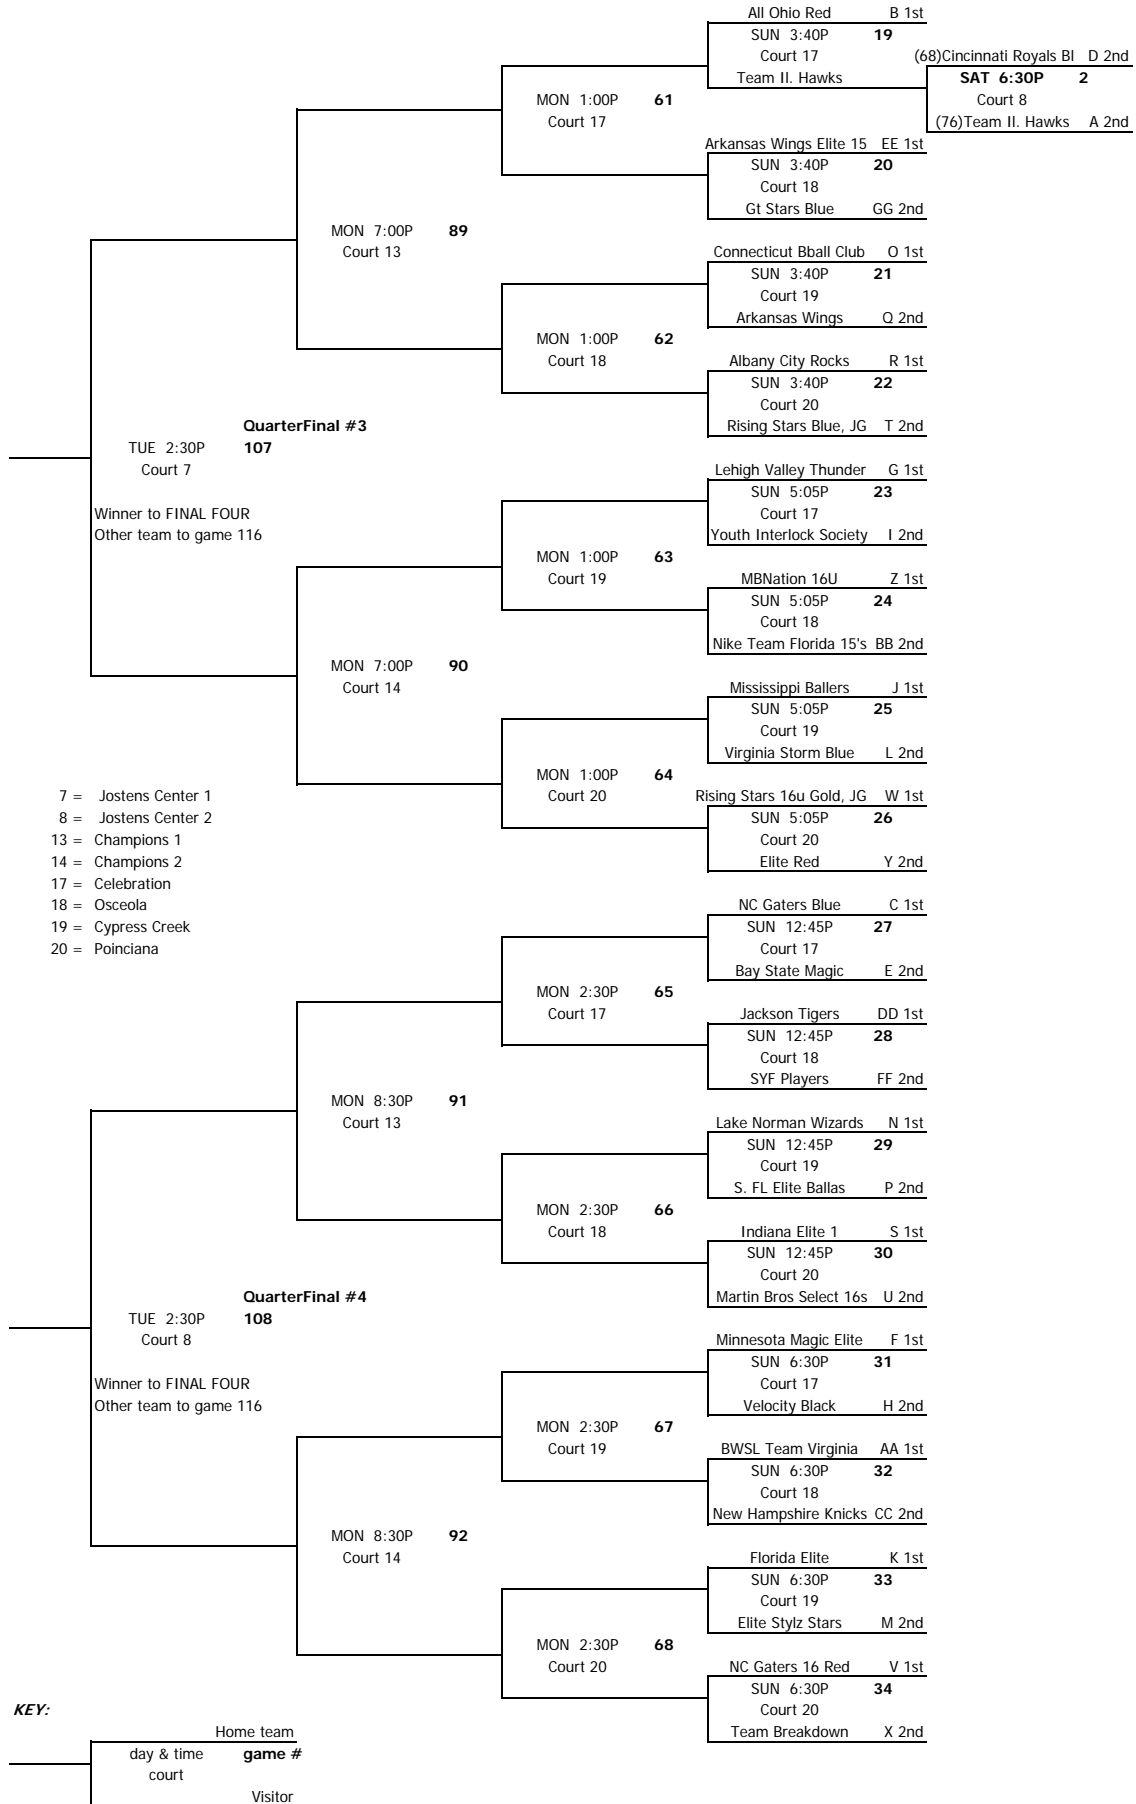 All Ohio Red B 1st
SUN 3:40P 19
Court 17
(68)Cincinnati Royals Bl D 2nd
Team II. Hawks
SAT 6:30P 2
MON 1:00P 61
Court 8
Court 17
(76)Team II. Hawks A 2nd
Arkansas Wings Elite 15 EE 1st
SUN 3:40P 20
Court 18
Gt Stars Blue GG 2nd
MON 7:00P 89
Court 13
Connecticut Bball Club O 1st
SUN 3:40P 21
Court 19
Arkansas Wings Q 2nd
MON 1:00P 62
Court 18
Albany City Rocks R 1st
SUN 3:40P 22
Court 20
Rising Stars Blue, JG T 2nd
QuarterFinal #3
TUE 2:30P 107
Court 7
Lehigh Valley Thunder G 1st
SUN 5:05P 23
Winner to FINAL FOUR
Court 17
Other team to game 116
Youth Interlock Society I 2nd
MON 1:00P 63
Court 19
MBNation 16U Z 1st
SUN 5:05P 24
Court 18
Nike Team Florida 15's BB 2nd
MON 7:00P 90
Court 14
Mississippi Ballers J 1st
SUN 5:05P 25
Court 19
Virginia Storm Blue L 2nd
MON 1:00P 64
Court 20
7 = Jostens Center 1
Rising Stars 16u Gold, JG W 1st
8 = Jostens Center 2
SUN 5:05P 26
13 = Champions 1
Court 20
14 = Champions 2
Elite Red Y 2nd
17 = Celebration
18 = Osceola
NC Gaters Blue C 1st
19 = Cypress Creek
SUN 12:45P 27
20 = Poinciana
Court 17
Bay State Magic E 2nd
MON 2:30P 65
Court 17
Jackson Tigers DD 1st
SUN 12:45P 28
Court 18
SYF Players FF 2nd
MON 8:30P 91
Court 13
Lake Norman Wizards N 1st
SUN 12:45P 29
Court 19
S. FL Elite Ballas P 2nd
MON 2:30P 66
Court 18
Indiana Elite 1 S 1st
SUN 12:45P 30
Court 20
Martin Bros Select 16s U 2nd
QuarterFinal #4
TUE 2:30P 108
Court 8
Minnesota Magic Elite F 1st
SUN 6:30P 31
Winner to FINAL FOUR
Court 17
Other team to game 116
Velocity Black H 2nd
MON 2:30P 67
Court 19
BWSL Team Virginia AA 1st
SUN 6:30P 32
Court 18
New Hampshire Knicks CC 2nd
MON 8:30P 92
Court 14
Florida Elite K 1st
SUN 6:30P 33
Court 19
Elite Stylz Stars M 2nd
MON 2:30P 68
Court 20
NC Gaters 16 Red V 1st
SUN 6:30P 34
KEY:
Court 20
Home team
Team Breakdown X 2nd
day & time game #
court
Visitor